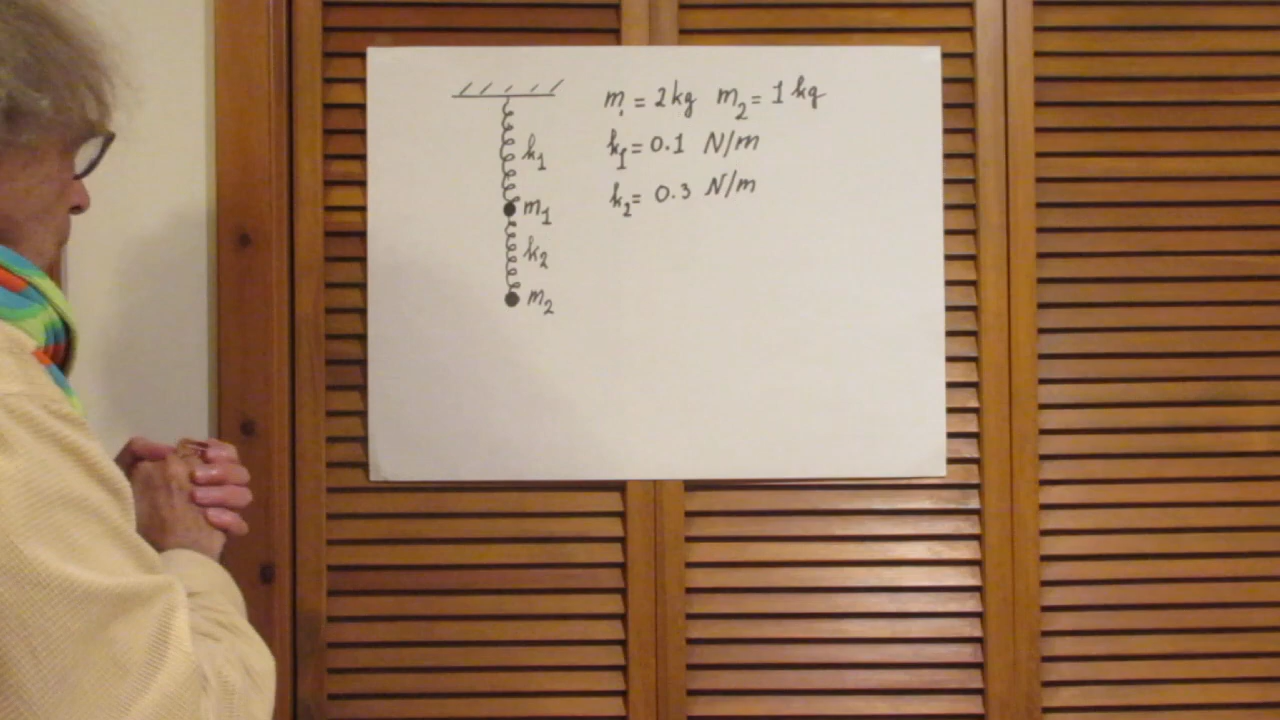 m₁ = 2 kg m₂ = 1 kg
k₁ = 0.1 N/m
k₁
k₂ = 0.3 N/m
m₁
k₂
m₂